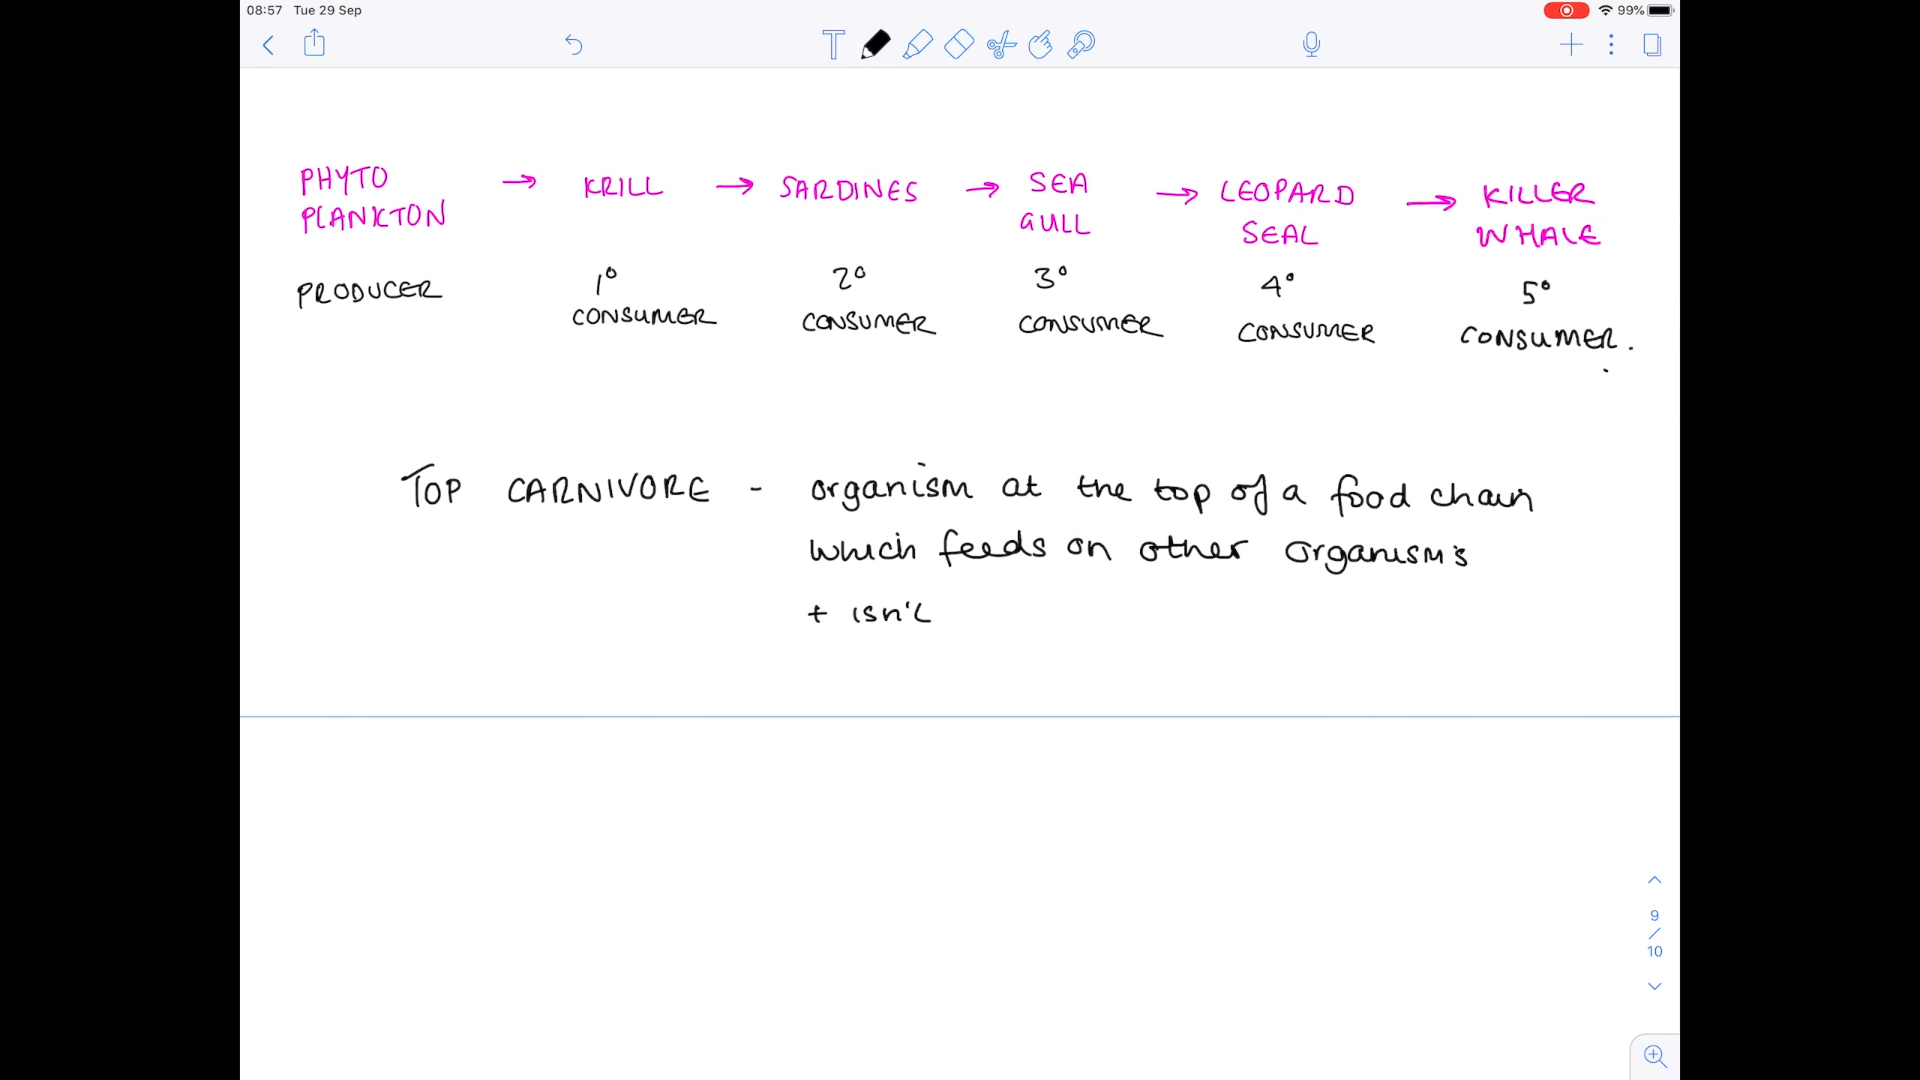 08:57 Tue 29 Sep
99%
T
PHYTO → KRILL → SARDINES → SEA → LEOPARD → KILLER
PLANKTON GULL SEAL WHALE
PRODUCER 1° 2° 3° 4° 5°
CONSUMER CONSUMER CONSUMER CONSUMER CONSUMER.
TOP CARNIVORE - organism at the top of a food chain
which feeds on other organisms
+ isn't
9
/
10